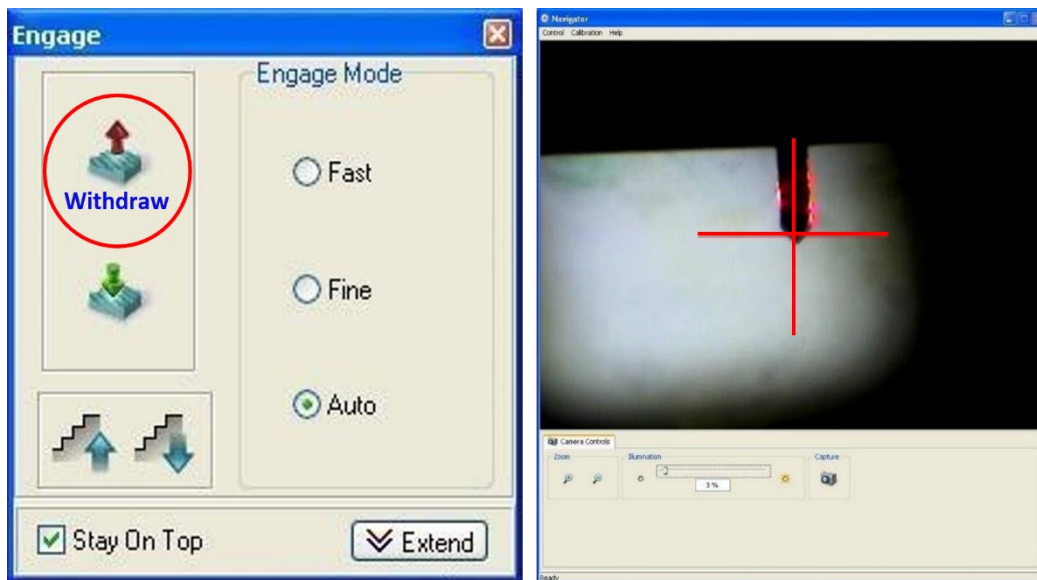 Engage
Engage Mode
Withdraw
Fast
Fine
Auto
Stay On Top
Extend
Navigator
Control Calibration Help
Camera Controls
Zoom
Illumination
Capture
3 %
Ready